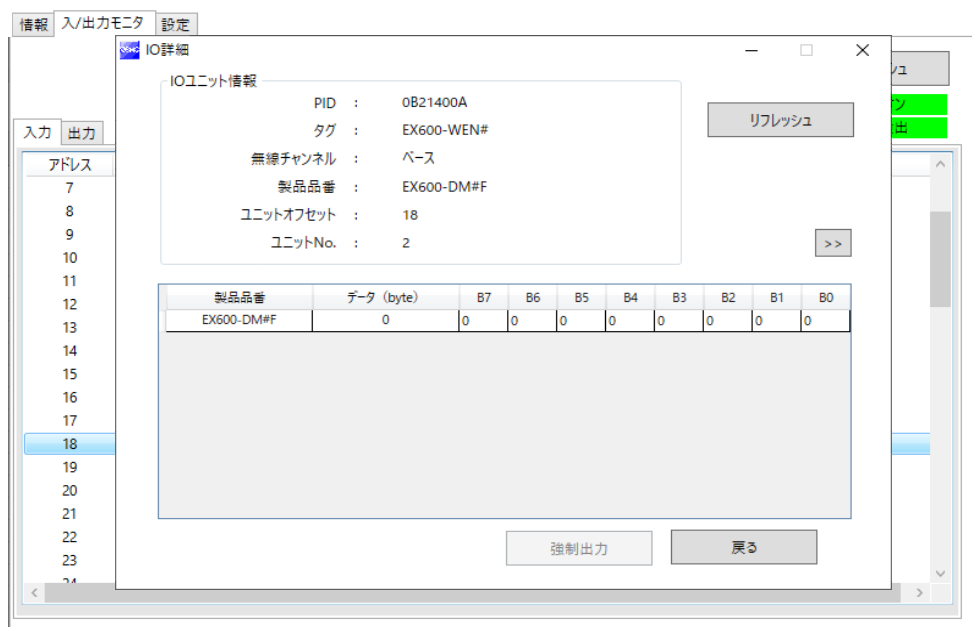 情報 入/出力モニタ 設定
IO詳細
リフレッシュ
IOユニット情報
PID : 0B21400A
タグ : EX600-WEN#
無線チャンネル : ベース
製品品番 : EX600-DM#F
ユニットオフセット : 18
ユニットNo. : 2
>>
入力 出力
アドレス
7
8
9
10
11
12
13
14
15
16
17
18
19
20
21
22
23
24
製品品番 データ (byte) B7 B6 B5 B4 B3 B2 B1 B0
EX600-DM#F 0 0 0 0 0 0 0 0 0
強制出力 戻る